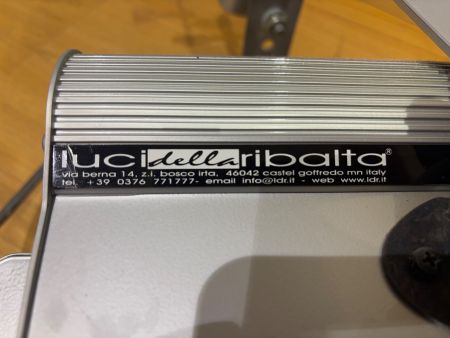 lucidellaribalta®
via berna 14, z.i. bosco irta, 46042 castel goffredo mn italy
tel. +39 0376 771777- email info@ldr.it - web www.ldr.it